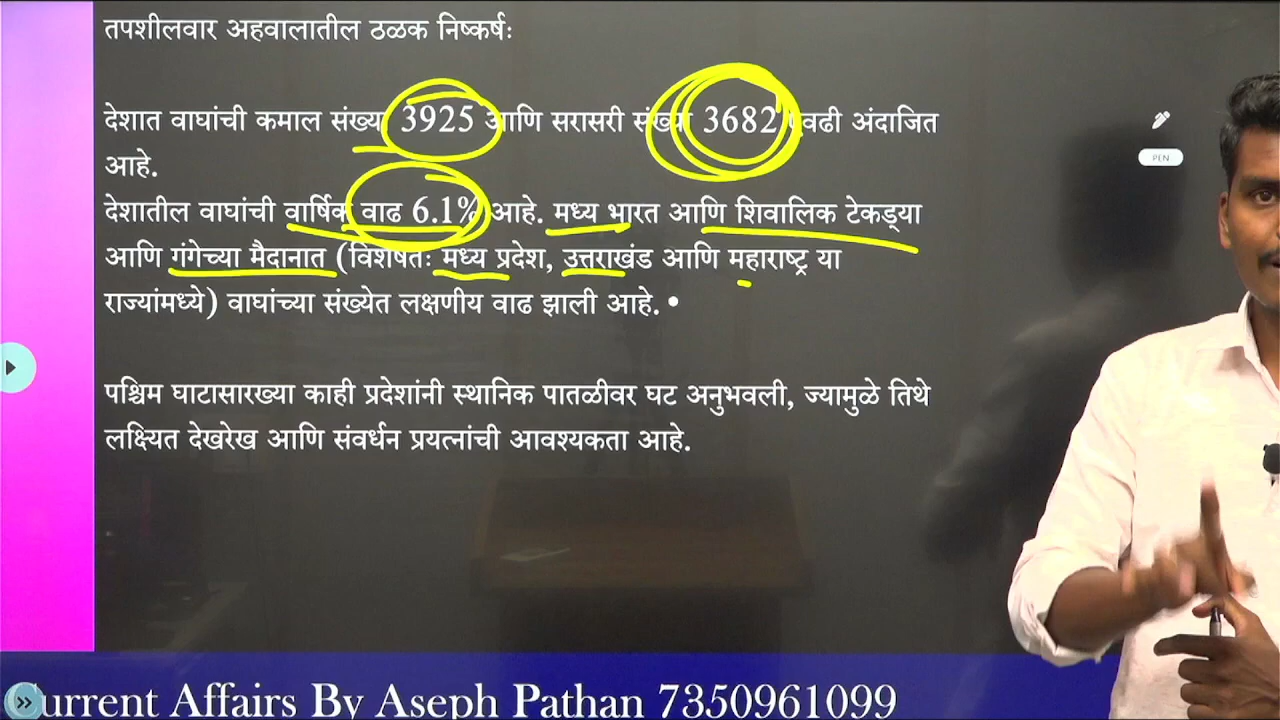 तपशीलवार अहवालातील ठळक निष्कर्षः
देशात वाघांची कमाल संख्या 3925 आणि सरासरी संख्या 3682 एवढी अंदाजित
आहे.
देशातील वाघांची वार्षिक वाढ 6.1% आहे. मध्य भारत आणि शिवालिक टेकड्या
आणि गंगेच्या मैदानात (विशेषतः मध्य प्रदेश, उत्तराखंड आणि महाराष्ट्र या
राज्यांमध्ये) वाघांच्या संख्येत लक्षणीय वाढ झाली आहे. •
पश्चिम घाटासारख्या काही प्रदेशांनी स्थानिक पातळीवर घट अनुभवली, ज्यामुळे तिथे
लक्ष्यित देखरेख आणि संवर्धन प्रयत्नांची आवश्यकता आहे.
PEN
Current Affairs By Aseph Pathan 7350961099